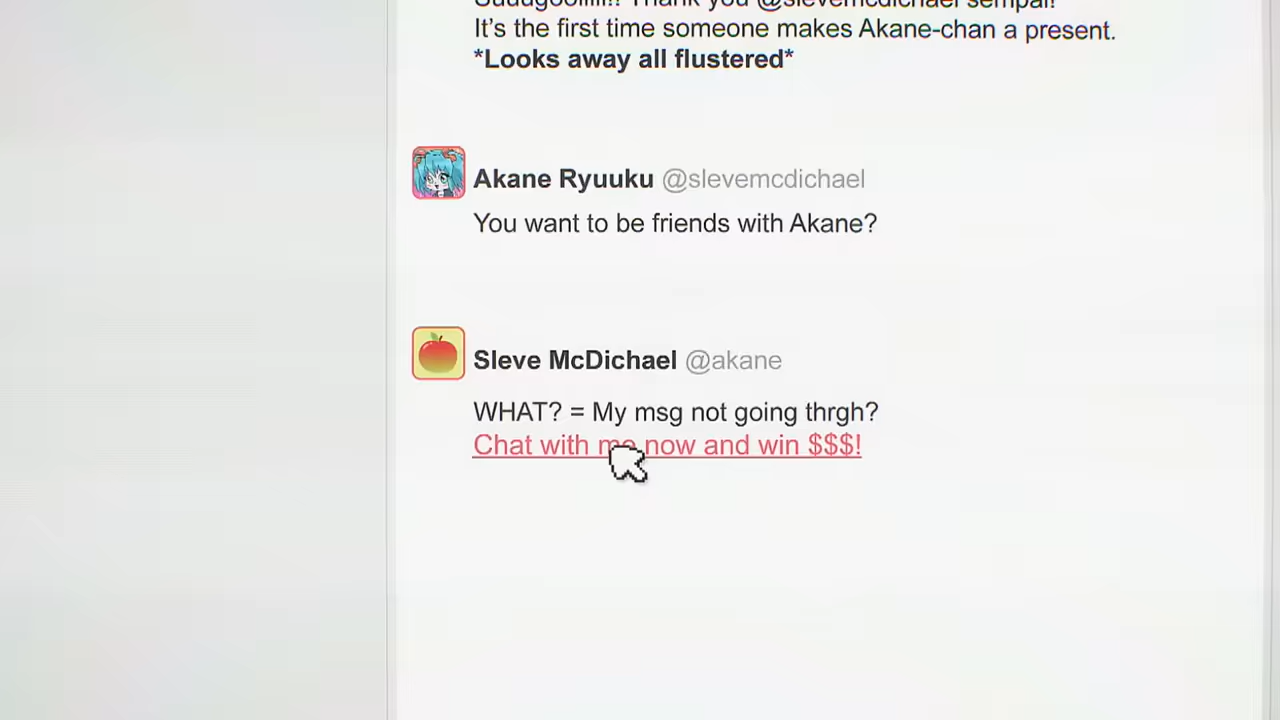 Thank you @slevemcdichael sempai!
It's the first time someone makes Akane-chan a present.
*Looks away all flustered*
Akane Ryuuku @slevemcdichael
You want to be friends with Akane?
Sleve McDichael @akane
WHAT? = My msg not going thrgh?
Chat with me now and win $$$!